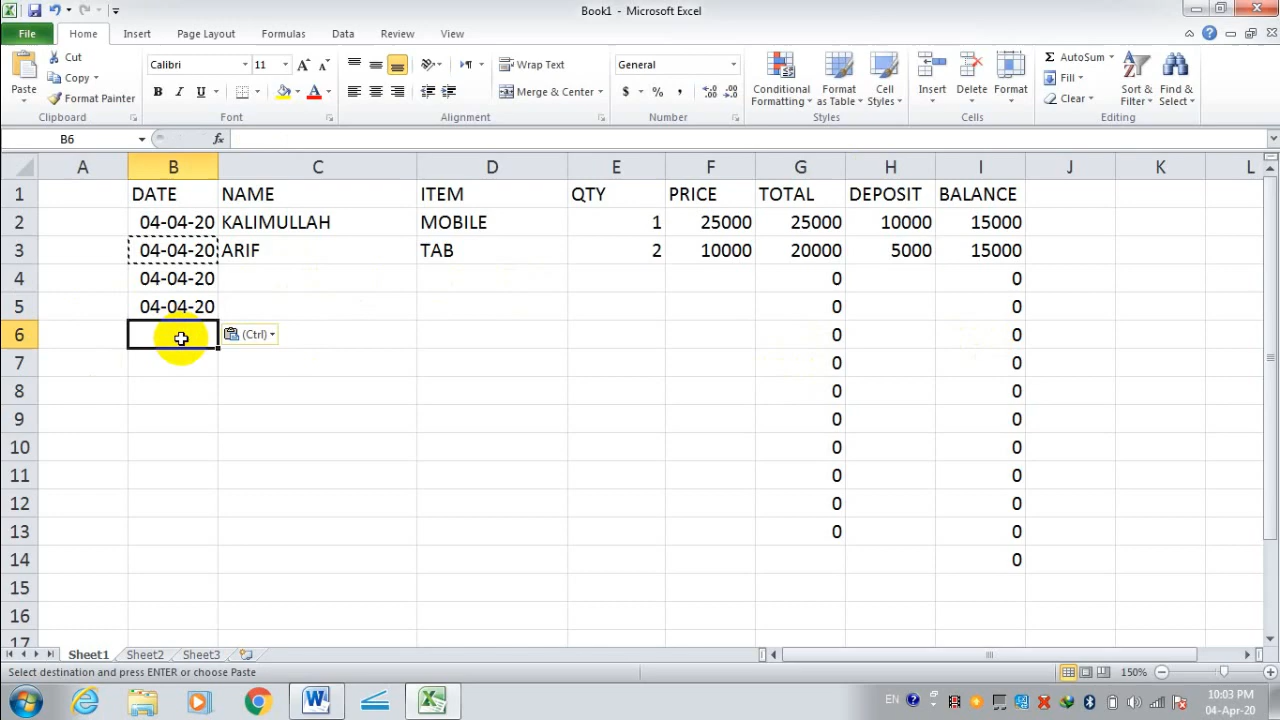 Book1 - Microsoft Excel
File Home Insert Page Layout Formulas Data Review View
Paste Cut Copy Format Painter Clipboard
Calibri 11 B I U A Font
Wrap Text Merge & Center Alignment
General $ % , Number
Conditional Formatting Format as Table Cell Styles Styles
Insert Delete Format Cells
AutoSum Fill Clear Sort & Filter Find & Select Editing
B6 fx
A B C D E F G H I J K L
1 DATE NAME ITEM QTY PRICE TOTAL DEPOSIT BALANCE
2 04-04-20 KALIMULLAH MOBILE 1 25000 25000 10000 15000
3 04-04-20 ARIF TAB 2 10000 20000 5000 15000
4 04-04-20 0 0
5 04-04-20 0 0
6 (Ctrl) 0 0
7 0 0
8 0 0
9 0 0
10 0 0
11 0 0
12 0 0
13 0 0
14 0
15
16
17
Sheet1 Sheet2 Sheet3
Select destination and press ENTER or choose Paste 150%
EN 10:03 PM
04-Apr-20